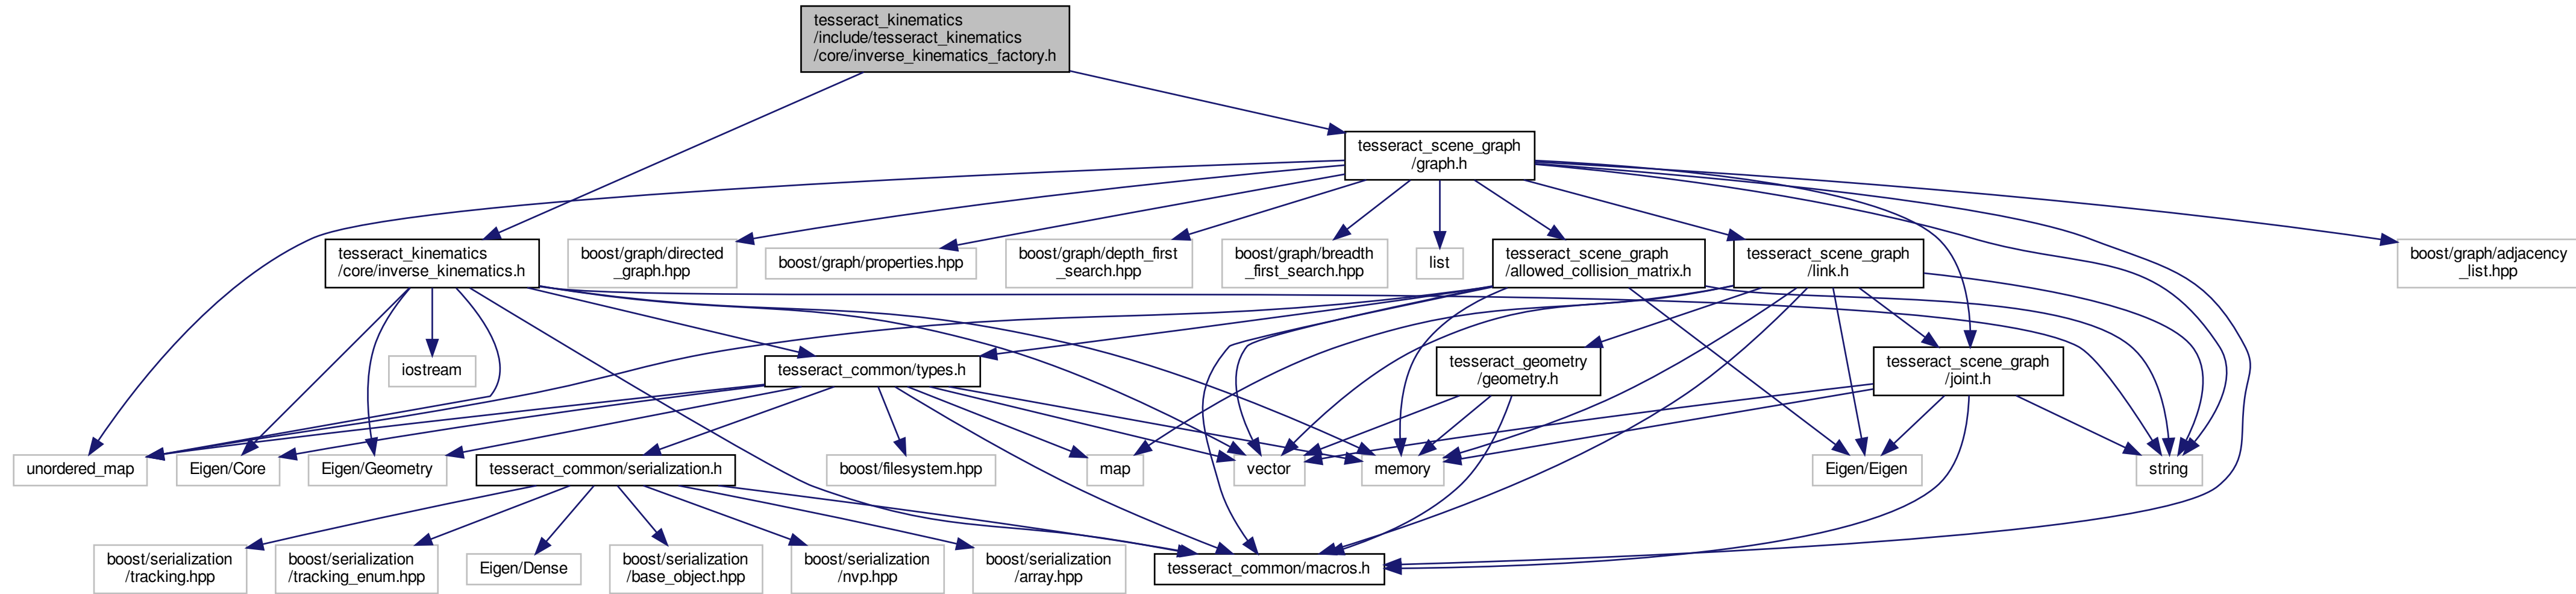 tesseract_kinematics
/include/tesseract_kinematics
/core/inverse_kinematics_factory.h
tesseract_scene_graph
/graph.h
tesseract_kinematics
/core/inverse_kinematics.h
boost/graph/directed
_graph.hpp
boost/graph/properties.hpp
boost/graph/depth_first
_search.hpp
boost/graph/breadth
_first_search.hpp
list
tesseract_scene_graph
/allowed_collision_matrix.h
tesseract_scene_graph
/link.h
boost/graph/adjacency
_list.hpp
iostream
tesseract_common/types.h
tesseract_geometry
/geometry.h
tesseract_scene_graph
/joint.h
unordered_map
Eigen/Core
Eigen/Geometry
tesseract_common/serialization.h
boost/filesystem.hpp
map
vector
memory
Eigen/Eigen
string
boost/serialization
/tracking.hpp
boost/serialization
/tracking_enum.hpp
Eigen/Dense
boost/serialization
/base_object.hpp
boost/serialization
/nvp.hpp
boost/serialization
/array.hpp
tesseract_common/macros.h